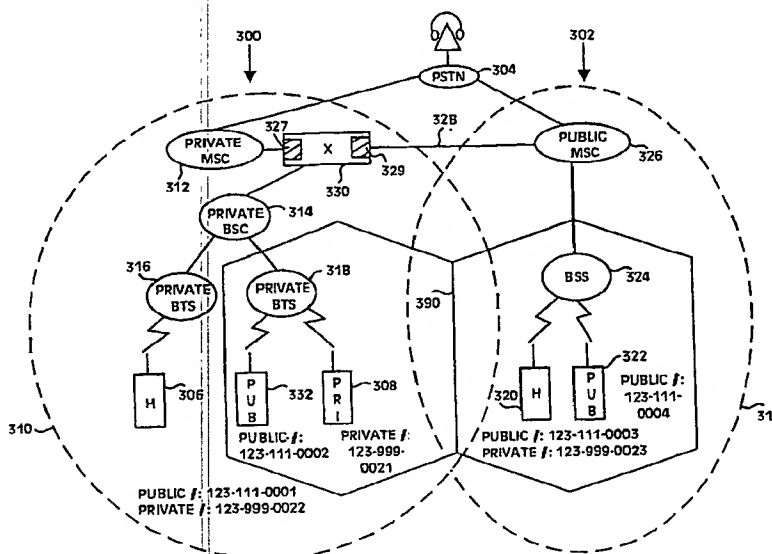 300
302
PSTN
304
327
X
328
PRIVATE
MSC
PUBLIC
MSC
312
330
329
326
PRIVATE
BSC
314
316
PRIVATE
BTS
318
PRIVATE
BTS
390
BSS
324
H
306
PUB
332
PRI
308
320
H
PUB
322
PUBLIC #:
123-111-
0004
310
31
PUBLIC #:
123-111-0002
PRIVATE #:
123-999-
0021
PUBLIC #: 123-111-0003
PRIVATE #: 123-999-0023
PUBLIC #: 123-111-0001
PRIVATE #: 123-999-0022